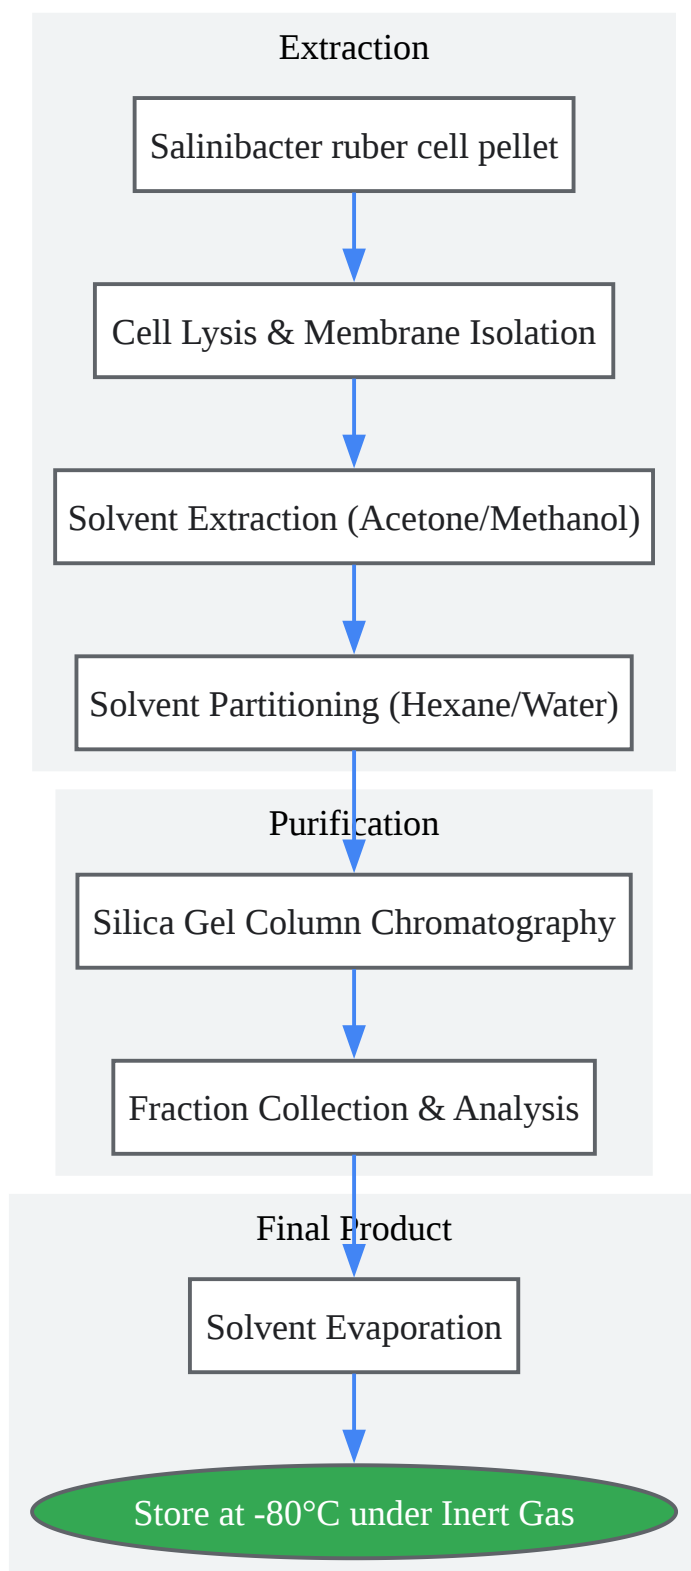 Extraction
Salinibacter ruber cell pellet
Cell Lysis & Membrane Isolation
Solvent Extraction (Acetone/Methanol)
Solvent Partitioning (Hexane/Water)
Purification
Silica Gel Column Chromatography
Fraction Collection & Analysis
Final Product
Solvent Evaporation
Store at -80°C under Inert Gas